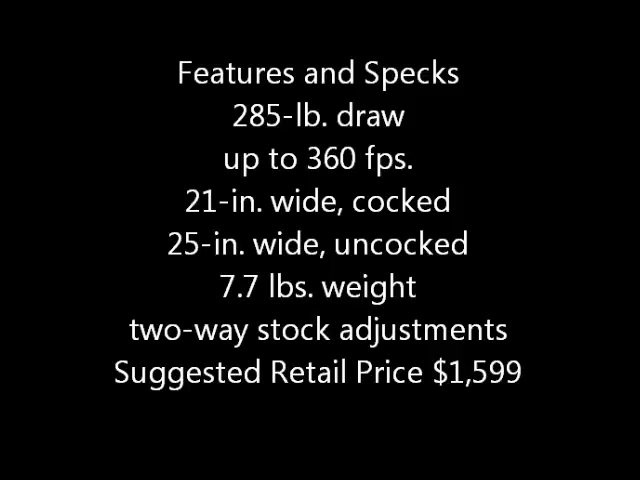 Features and Specks
285-lb. draw
up to 360 fps.
21-in. wide, cocked
25-in. wide, uncocked
7.7 lbs. weight
two-way stock adjustments
Suggested Retail Price $1,599